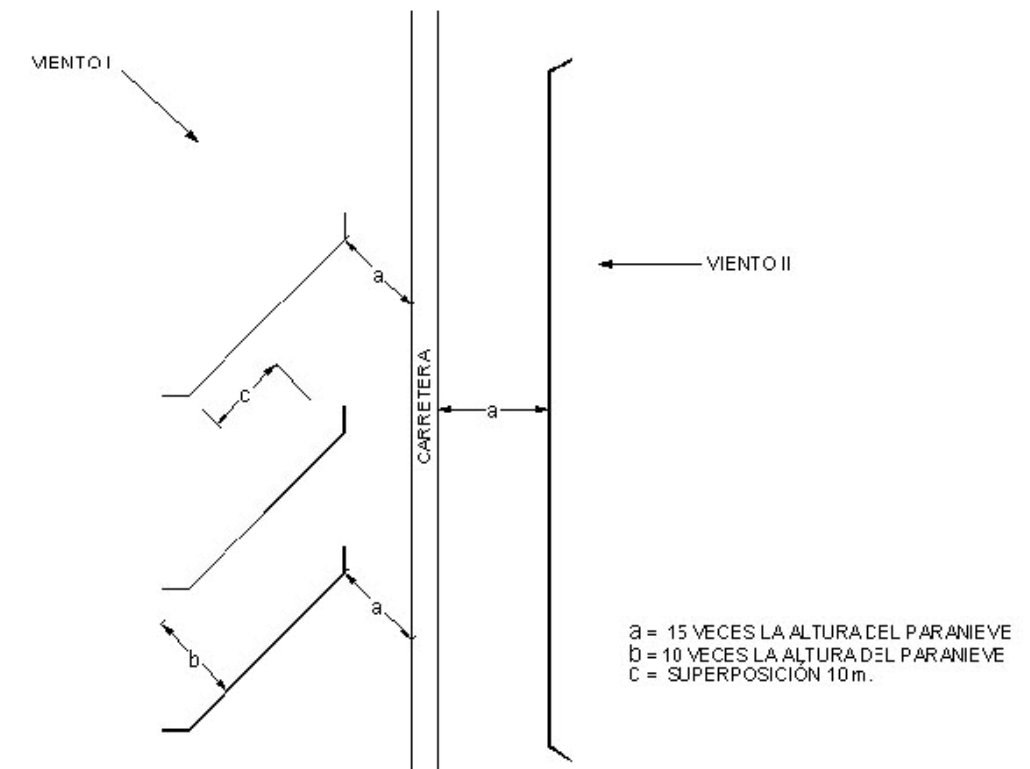 VIENTO I
a
VIENTO II
c
CARRETERA
a
a
b
a = 15 VECES LA ALTURA DEL PARANIEVE
b = 10 VECES LA ALTURA DEL PARANIEVE
c = SUPERPOSICIÓN 10 m.